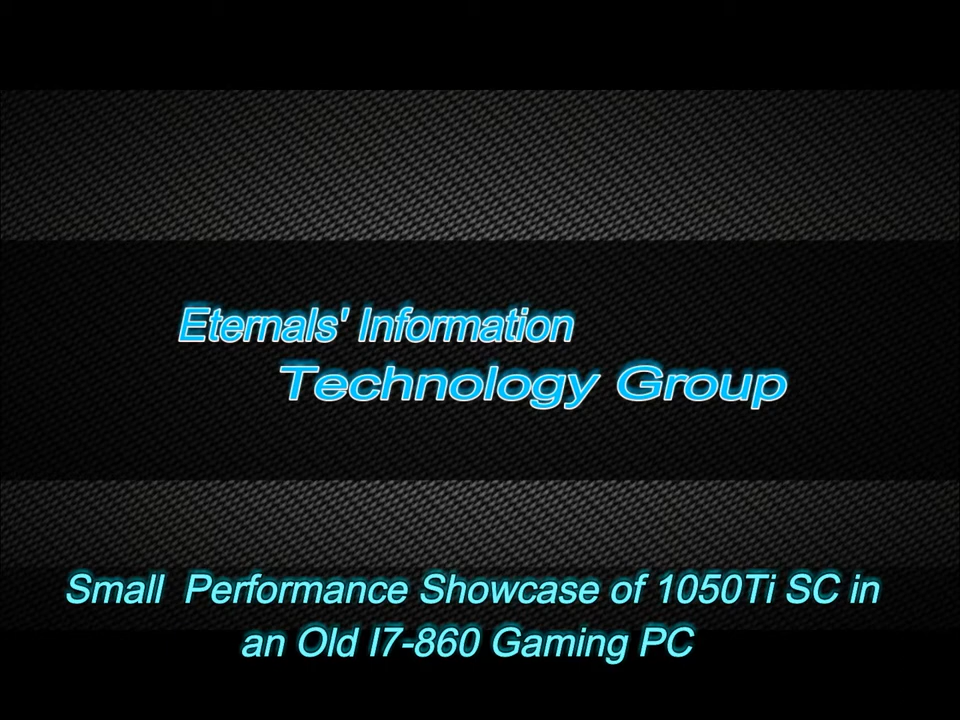 Eternals' Information
Technology Group
Small  Performance Showcase of 1050Ti SC in
an Old I7-860 Gaming PC